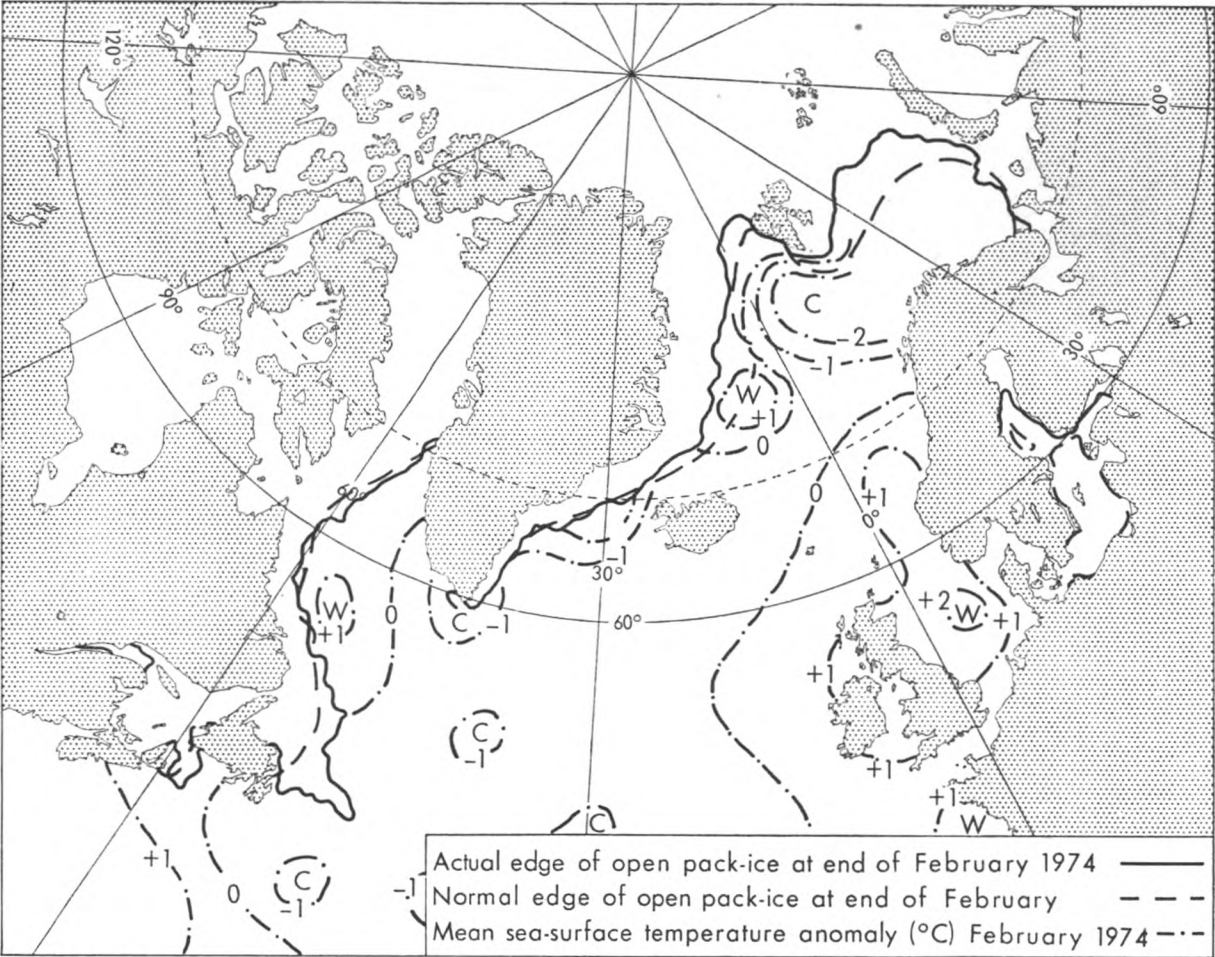 120°
60°
90°
C
-2
-1
30°
W
+1
0
60°
0
+1
0°
-1
30°
W
+1
0
C
-1
60°
+2
W
+1
+1
C
-1
+1
+1
W
C
+1
0
C
-1
-1
Actual edge of open pack-ice at end of February 1974
Normal edge of open pack-ice at end of February
Mean sea-surface temperature anomaly (°C) February 1974